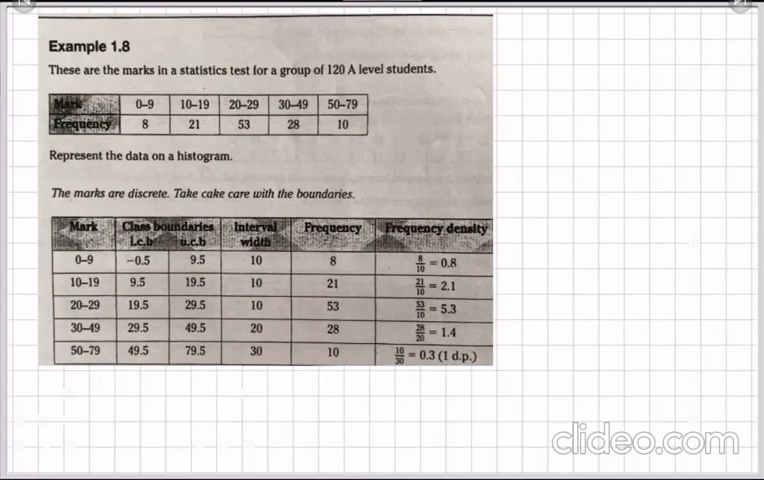 Example 1.8
These are the marks in a statistics test for a group of 120 A level students.
Mark 0–9 10–19 20–29 30–49 50–79
Frequency 8 21 53 28 10
Represent the data on a histogram.
The marks are discrete. Take cake care with the boundaries.
Mark Class boundaries Interval Frequency Frequency density
l.c.b u.c.b width
0–9 −0.5 9.5 10 8 8/10 = 0.8
10–19 9.5 19.5 10 21 21/10 = 2.1
20–29 19.5 29.5 10 53 53/10 = 5.3
30–49 29.5 49.5 20 28 28/20 = 1.4
50–79 49.5 79.5 30 10 10/30 = 0.3 (1 d.p.)
clideo.com